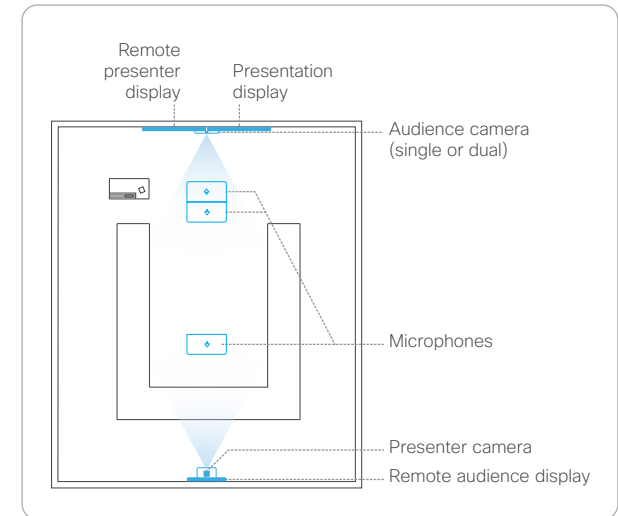 Remote
presenter
display
Presentation
display
Audience camera
(single or dual)
Microphones
Presenter camera
Remote audience display